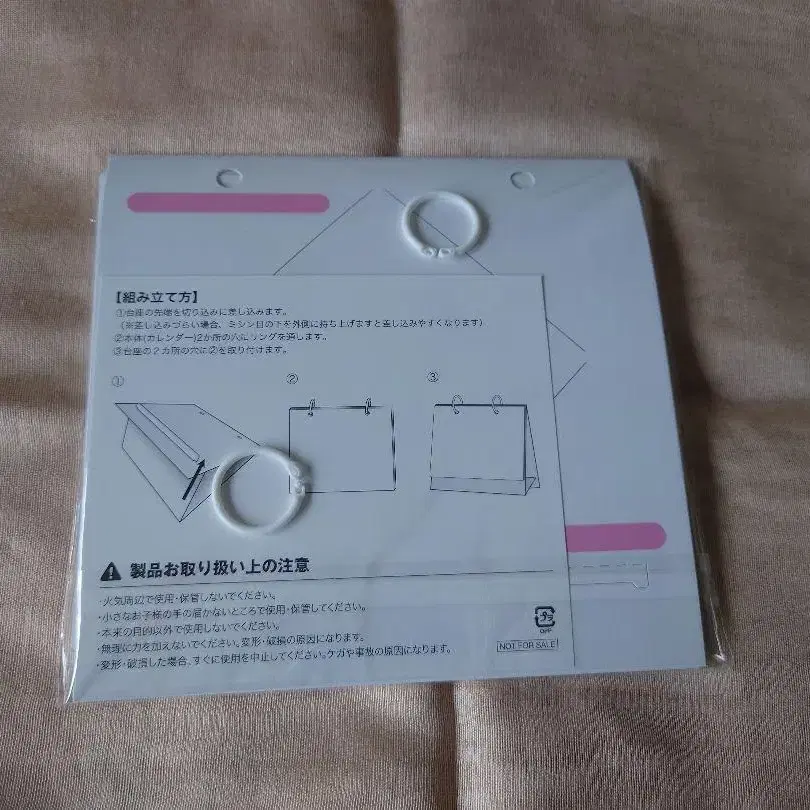 【組み立て方】
①台座の先端を切り込みに差し込みます。
(※差し込みづらい場合、ミシン目の下を外側に持ち上げますと差し込みやすくなります)
②本体(カレンダー)2か所の穴にリングを通します。
③台座の2カ所の穴に②を取り付けます。
① ② ③
製品お取り扱い上の注意
・火気周辺で使用・保管しないでください。
・小さなお子様の手の届かないところで使用・保管してください。
・本来の目的以外で使用しないでください。
・無理に力を加えないでください。変形・破損の原因になります。
・変形・破損した場合、すぐに使用を中止してください。ケガや事故の原因になります。
プラ
OPP
NOT FOR SALE